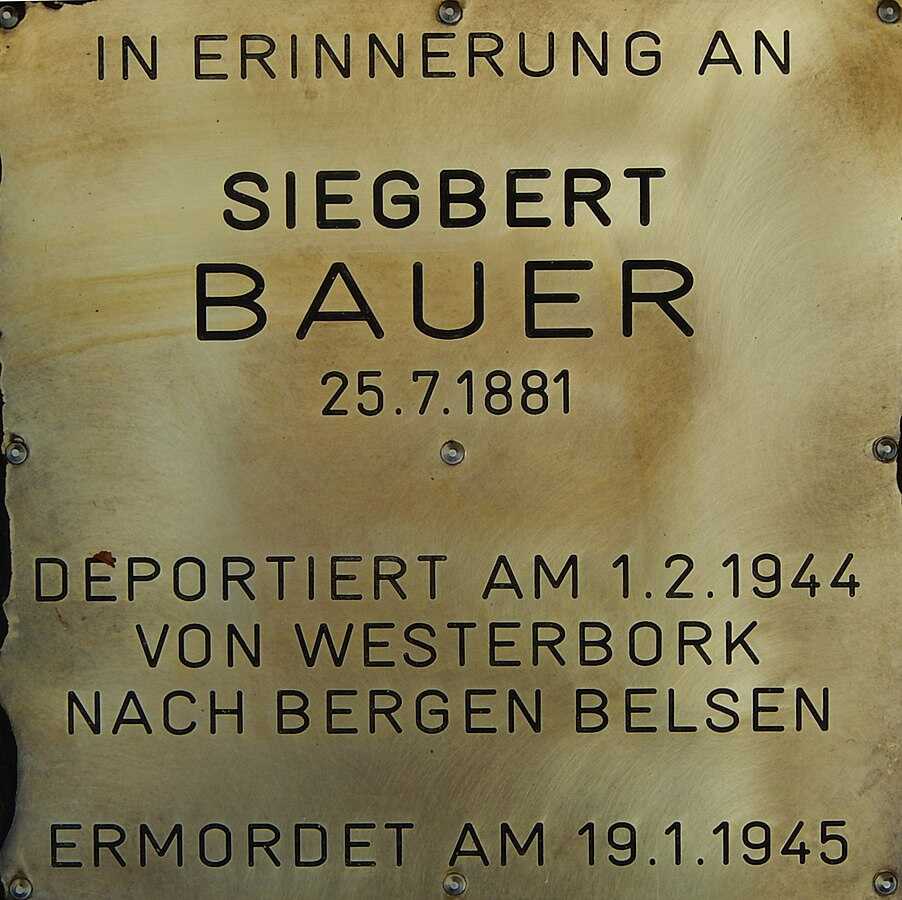 IN ERINNERUNG AN
SIEGBERT
BAUER
25.7.1881
DEPORTIERT AM 1.2.1944
VON WESTERBORK
NACH BERGEN BELSEN
ERMORDET AM 19.1.1945